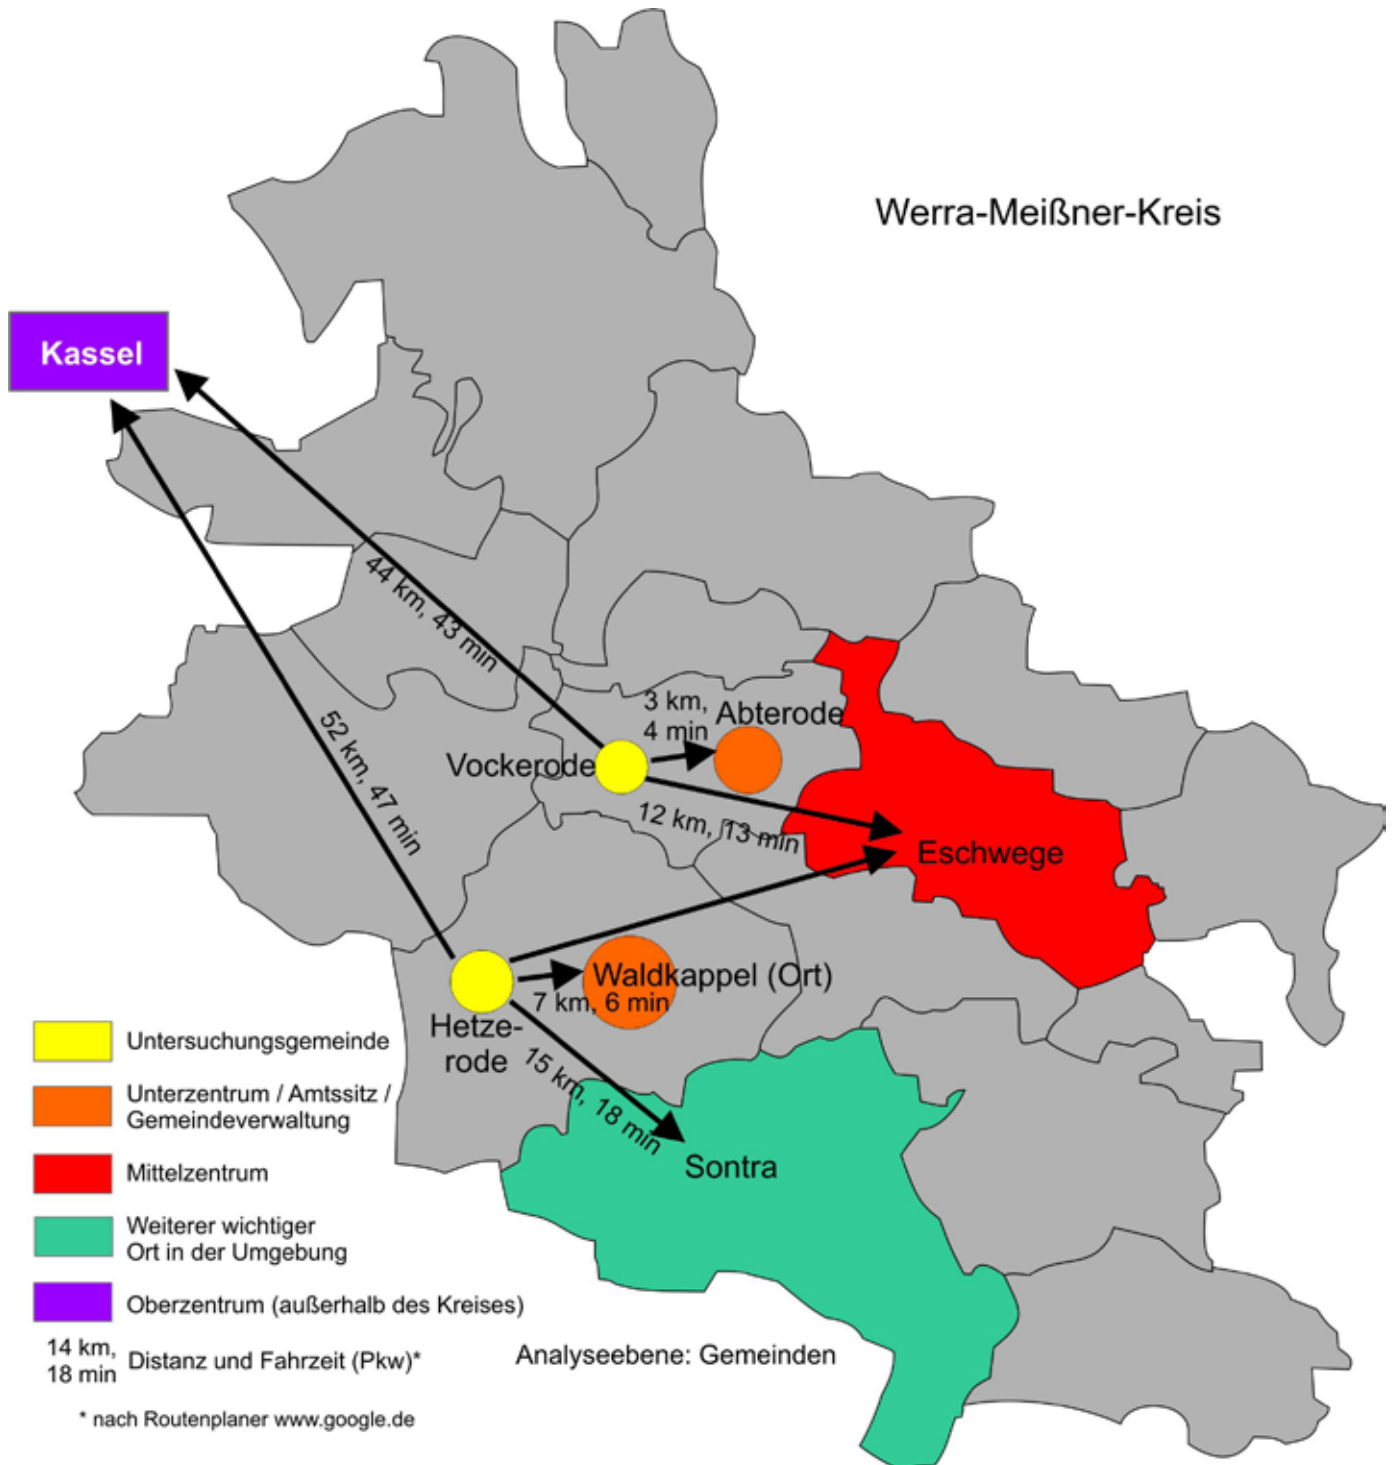 Werra-Meißner-Kreis
Kassel
44 km, 43 min
52 km, 47 min
3 km,
4 min
Abterode
Vockerode
12 km, 13 min
Eschwege
Waldkappel (Ort)
7 km, 6 min
Hetze-
rode
15 km, 18 min
Sontra
Untersuchungsgemeinde
Unterzentrum / Amtssitz /
Gemeindeverwaltung
Mittelzentrum
Weiterer wichtiger
Ort in der Umgebung
Oberzentrum (außerhalb des Kreises)
14 km,
18 min
Distanz und Fahrzeit (Pkw)*
Analyseebene: Gemeinden
* nach Routenplaner www.google.de